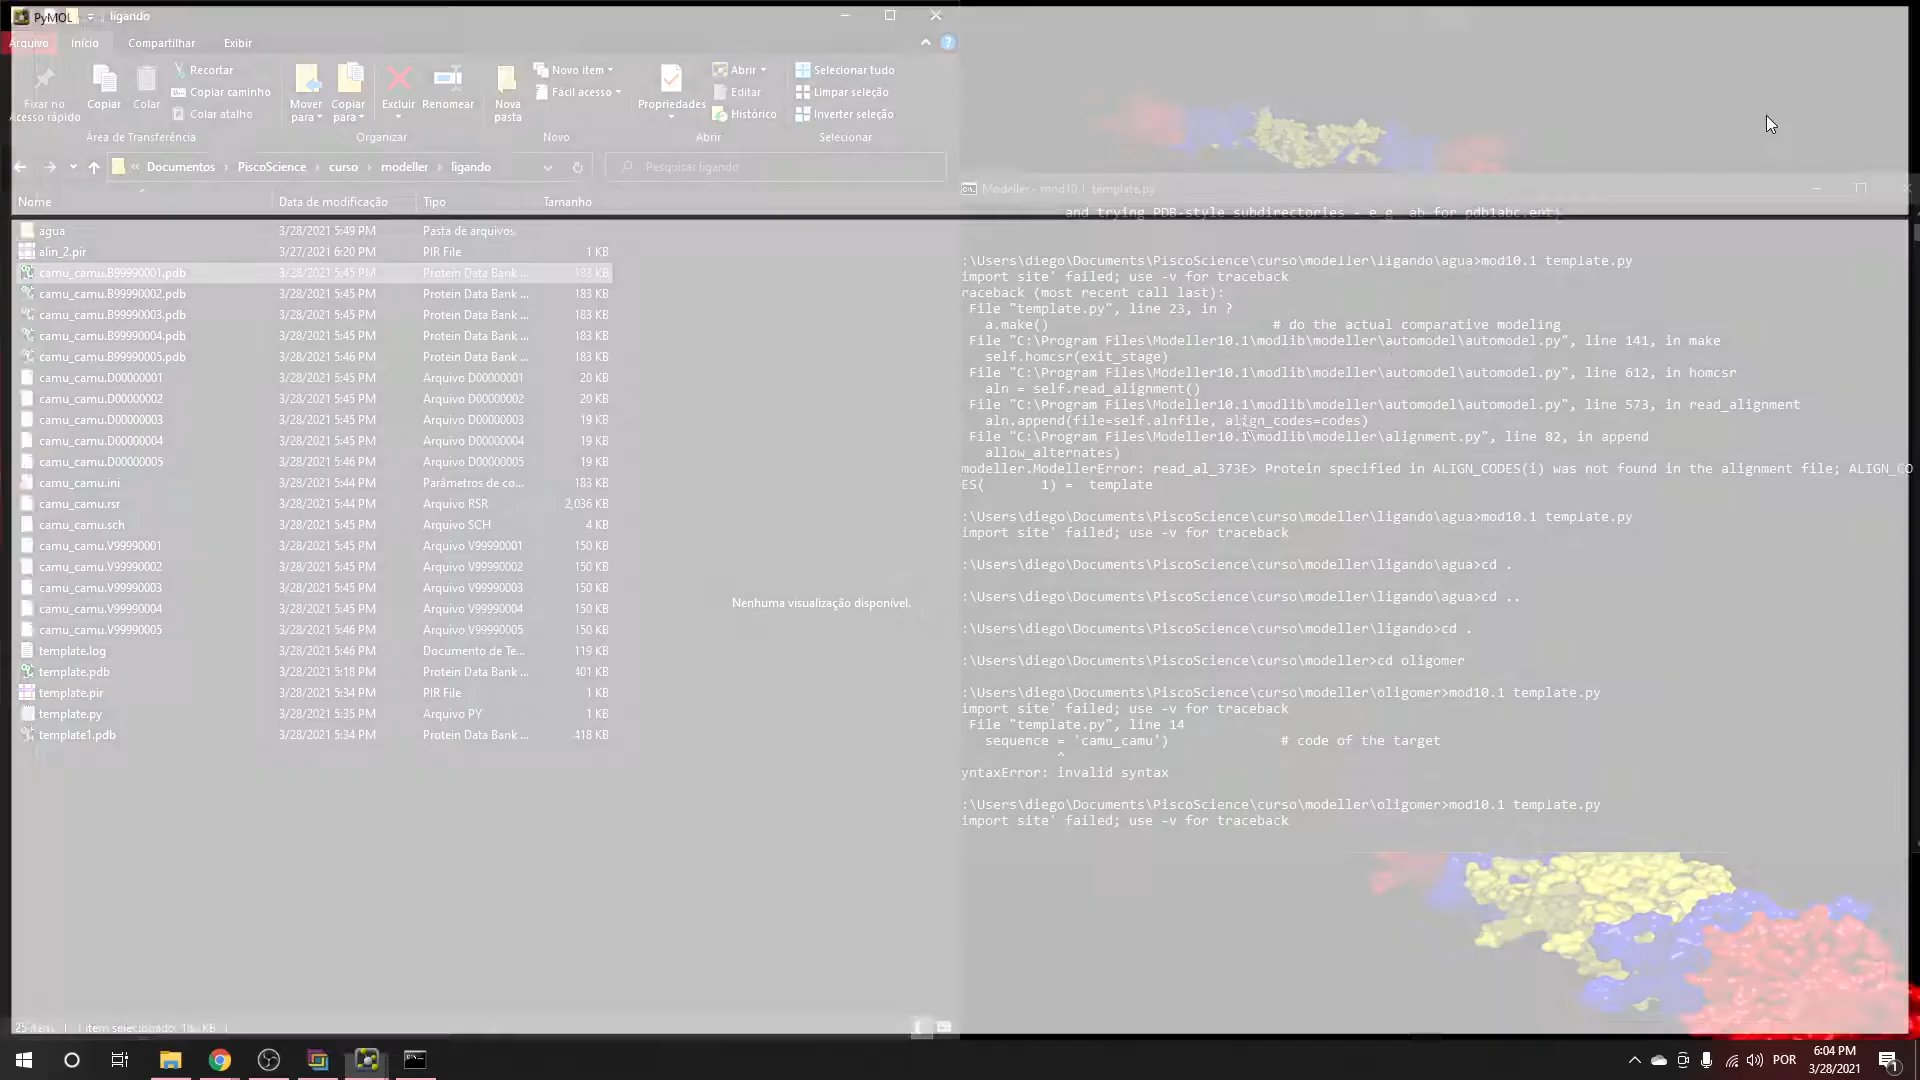 PyMOL
ligando
Arquivo
Início
Compartilhar
Exibir
Fixar no
Acesso rápido
Copiar
Colar
Recortar
Copiar caminho
Colar atalho
Área de Transferência
Mover
para
Copiar
para
Excluir
Renomear
Organizar
Nova
pasta
Novo item
Fácil acesso
Novo
Propriedades
Abrir
Editar
Histórico
Abrir
Selecionar tudo
Limpar seleção
Inverter seleção
Selecionar
« Documentos > PiscoScience > curso > modeller > ligando
Pesquisar ligando
Nome Data de modificação Tipo Tamanho
agua 3/28/2021 5:49 PM Pasta de arquivos
alin_2.pir 3/27/2021 6:20 PM PIR File 1 KB
camu_camu.B99990001.pdb 3/28/2021 5:45 PM Protein Data Bank ... 183 KB
camu_camu.B99990002.pdb 3/28/2021 5:45 PM Protein Data Bank ... 183 KB
camu_camu.B99990003.pdb 3/28/2021 5:45 PM Protein Data Bank ... 183 KB
camu_camu.B99990004.pdb 3/28/2021 5:45 PM Protein Data Bank ... 183 KB
camu_camu.B99990005.pdb 3/28/2021 5:46 PM Protein Data Bank ... 183 KB
camu_camu.D00000001 3/28/2021 5:45 PM Arquivo D00000001 20 KB
camu_camu.D00000002 3/28/2021 5:45 PM Arquivo D00000002 20 KB
camu_camu.D00000003 3/28/2021 5:45 PM Arquivo D00000003 19 KB
camu_camu.D00000004 3/28/2021 5:45 PM Arquivo D00000004 19 KB
camu_camu.D00000005 3/28/2021 5:46 PM Arquivo D00000005 19 KB
camu_camu.ini 3/28/2021 5:44 PM Parâmetros de co... 183 KB
camu_camu.rsr 3/28/2021 5:44 PM Arquivo RSR 2,036 KB
camu_camu.sch 3/28/2021 5:45 PM Arquivo SCH 4 KB
camu_camu.V99990001 3/28/2021 5:45 PM Arquivo V99990001 150 KB
camu_camu.V99990002 3/28/2021 5:45 PM Arquivo V99990002 150 KB
camu_camu.V99990003 3/28/2021 5:45 PM Arquivo V99990003 150 KB
camu_camu.V99990004 3/28/2021 5:45 PM Arquivo V99990004 150 KB
camu_camu.V99990005 3/28/2021 5:46 PM Arquivo V99990005 150 KB
template.log 3/28/2021 5:46 PM Documento de Te... 119 KB
template.pdb 3/28/2021 5:18 PM Protein Data Bank ... 401 KB
template.pir 3/28/2021 5:34 PM PIR File 1 KB
template.py 3/28/2021 5:35 PM Arquivo PY 1 KB
template1.pdb 3/28/2021 5:34 PM Protein Data Bank ... 418 KB
Nenhuma visualização disponível.
1 item selecionado
Modeller - mod10.1 template.py
and trying PDB-style subdirectories - e.g. ab for pdb1abc.ent)
:\Users\diego\Documents\PiscoScience\curso\modeller\ligando\agua>mod10.1 template.py
import site' failed; use -v for traceback
raceback (most recent call last):
File "template.py", line 23, in ?
a.make() # do the actual comparative modeling
File "C:\Program Files\Modeller10.1\modlib\modeller\automodel\automodel.py", line 141, in make
self.homcsr(exit_stage)
File "C:\Program Files\Modeller10.1\modlib\modeller\automodel\automodel.py", line 612, in homcsr
aln = self.read_alignment()
File "C:\Program Files\Modeller10.1\modlib\modeller\automodel\automodel.py", line 573, in read_alignment
aln.append(file=self.alnfile, align_codes=codes)
File "C:\Program Files\Modeller10.1\modlib\modeller\alignment.py", line 82, in append
allow_alternates)
modeller.ModellerError: read_al_373E> Protein specified in ALIGN_CODES(i) was not found in the alignment file; ALIGN_CO
ES( 1) = template
:\Users\diego\Documents\PiscoScience\curso\modeller\ligando\agua>mod10.1 template.py
import site' failed; use -v for traceback
:\Users\diego\Documents\PiscoScience\curso\modeller\ligando\agua>cd .
:\Users\diego\Documents\PiscoScience\curso\modeller\ligando\agua>cd ..
:\Users\diego\Documents\PiscoScience\curso\modeller\ligando>cd .
:\Users\diego\Documents\PiscoScience\curso\modeller>cd oligomer
:\Users\diego\Documents\PiscoScience\curso\modeller\oligomer>mod10.1 template.py
import site' failed; use -v for traceback
File "template.py", line 14
sequence = 'camu_camu') # code of the target
^
yntaxError: invalid syntax
:\Users\diego\Documents\PiscoScience\curso\modeller\oligomer>mod10.1 template.py
import site' failed; use -v for traceback
POR
6:04 PM
3/28/2021
1